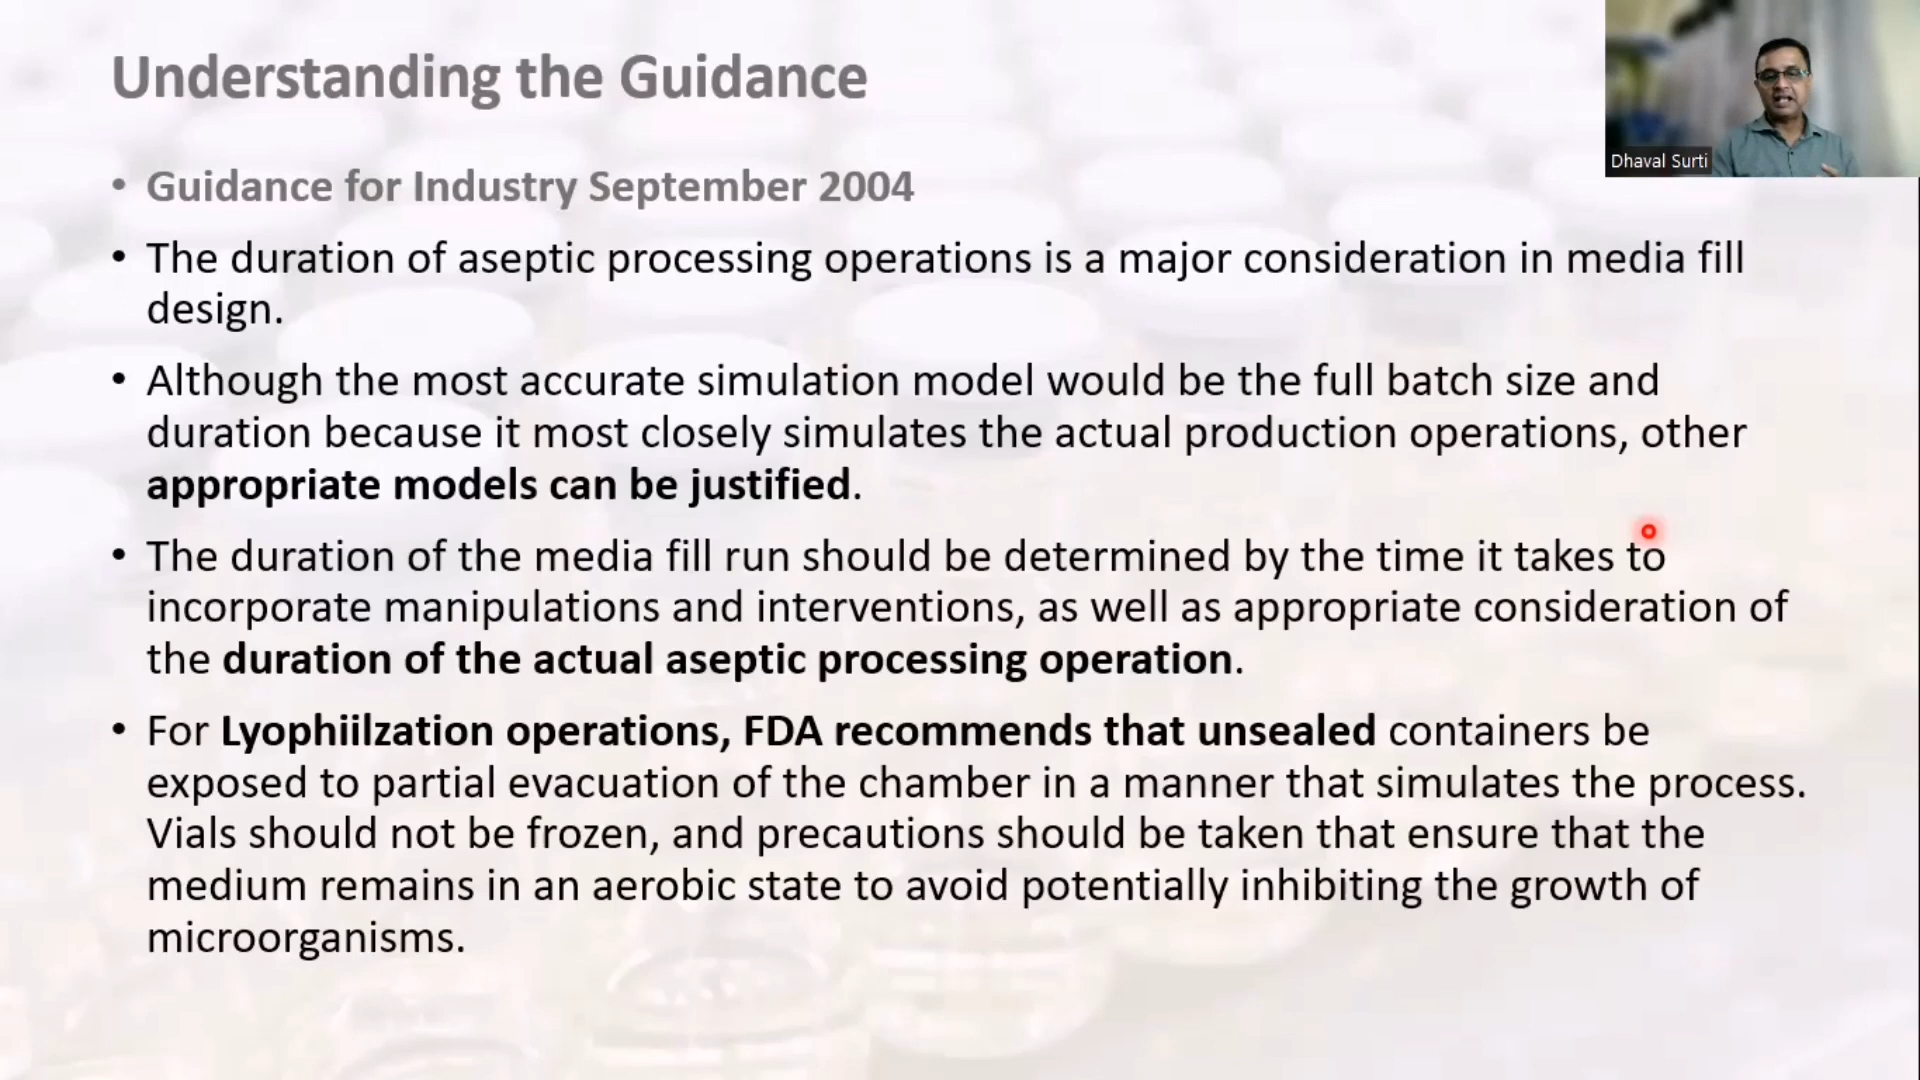 Understanding the Guidance
Dhaval Surti
• Guidance for Industry September 2004
• The duration of aseptic processing operations is a major consideration in media fill
design.
• Although the most accurate simulation model would be the full batch size and
duration because it most closely simulates the actual production operations, other
appropriate models can be justified.
• The duration of the media fill run should be determined by the time it takes to
incorporate manipulations and interventions, as well as appropriate consideration of
the duration of the actual aseptic processing operation.
• For Lyophiilzation operations, FDA recommends that unsealed containers be
exposed to partial evacuation of the chamber in a manner that simulates the process.
Vials should not be frozen, and precautions should be taken that ensure that the
medium remains in an aerobic state to avoid potentially inhibiting the growth of
microorganisms.